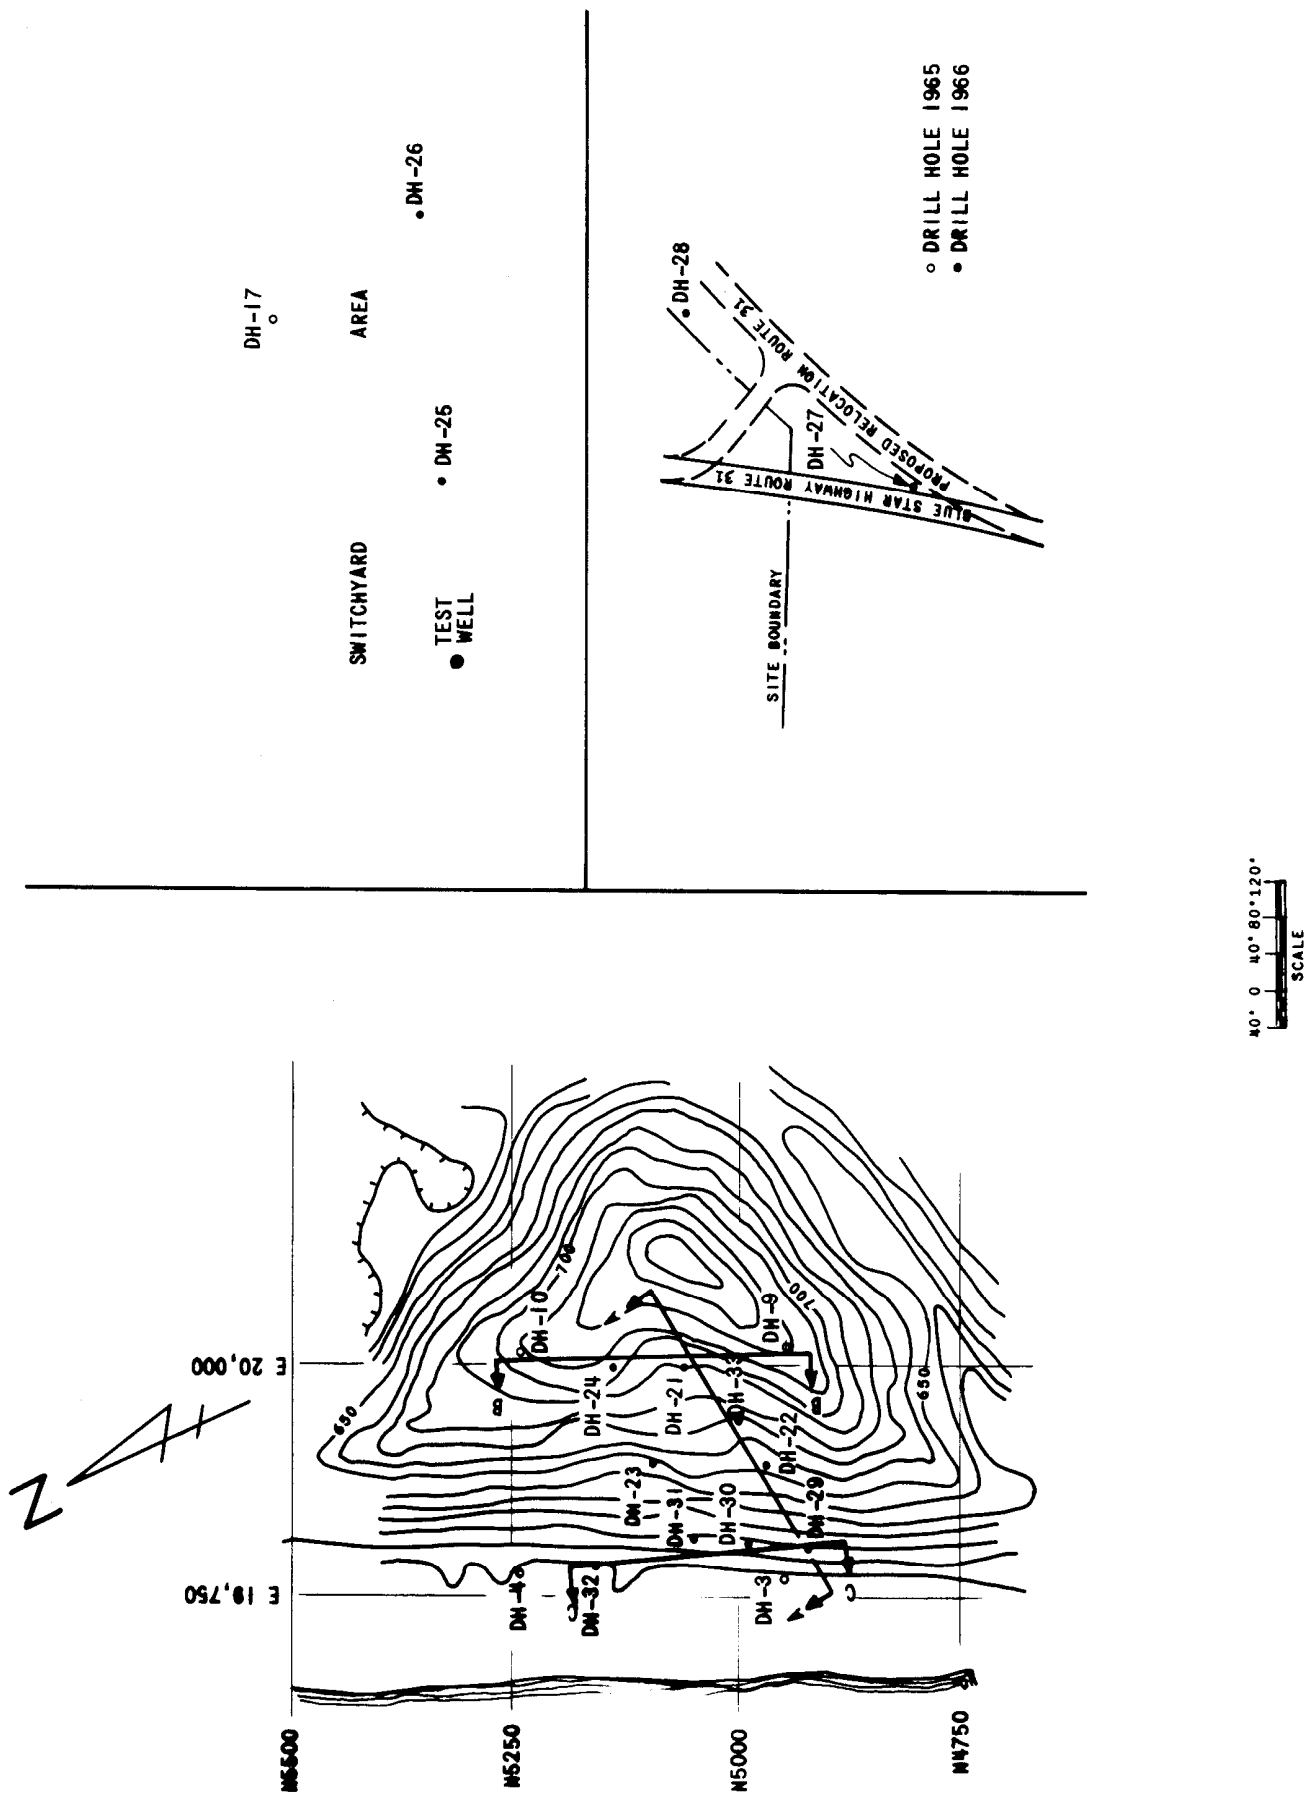 DH-26
DH-17
AREA
DH-25
SWITCHYARD
TEST
WELL
DH-28
○ DRILL HOLE 1965
● DRILL HOLE 1966
PROPOSED RELOCATION ROUTE 31
DH-27
BLUE STAR HIGHWAY ROUTE 31
SITE BOUNDARY
40' 0 40' 80' 120'
SCALE
N
E 20,000
E 19,750
650
700
DH-10
DH-9
700
650
A
B
B
DH-24
DH-21
DH-33
DH-22
DH-23
DH-31
DH-30
DH-29
DH-32
DH-3
C
C
A
N5500
N5250
N5000
N4750